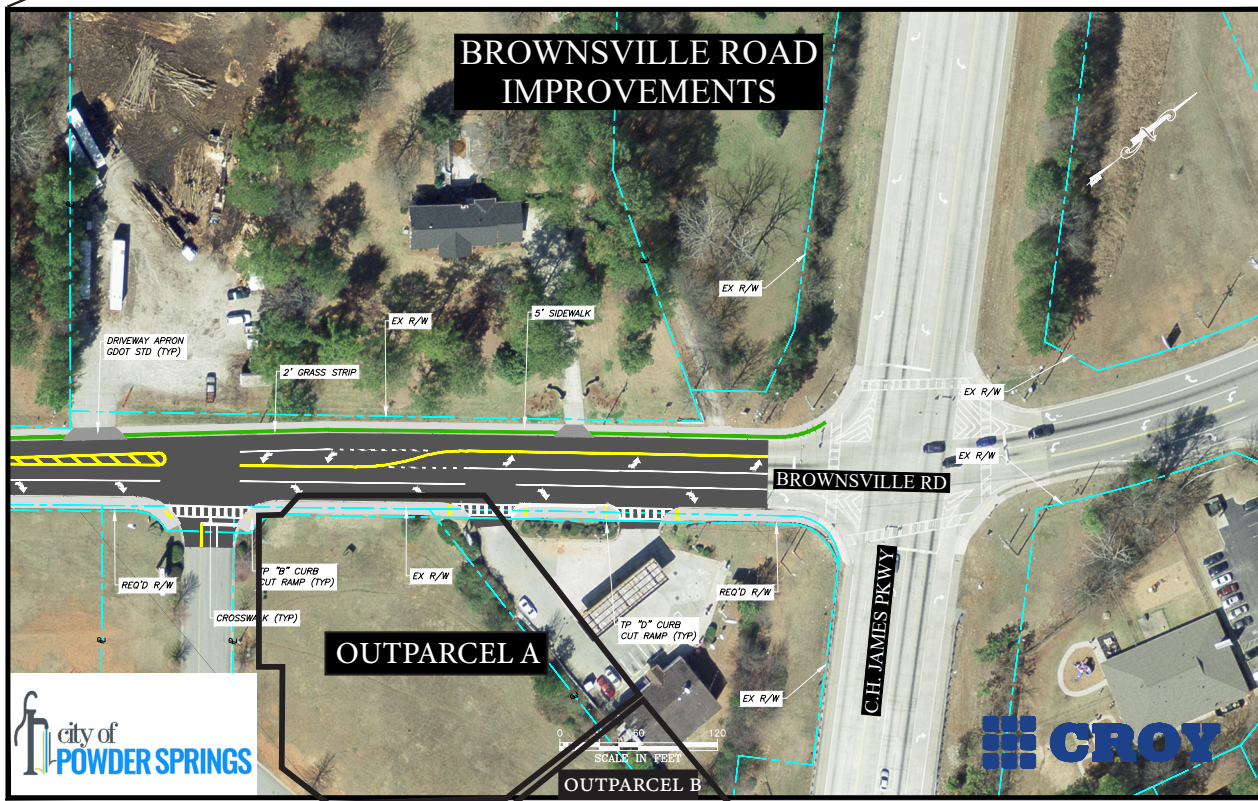 BROWNSVILLE ROAD
IMPROVEMENTS
EX R/W
EX R/W
5' SIDEWALK
DRIVEWAY APRON
GDOT STD (TYP)
2' GRASS STRIP
EX R/W
EX R/W
BROWNSVILLE RD
REQ'D R/W
TP "B" CURB
CUT RAMP (TYP)
EX R/W
REQ'D R/W
CROSSWALK (TYP)
TP "D" CURB
CUT RAMP (TYP)
OUTPARCEL A
EX R/W
C.H. JAMES PKWY
city of
POWDER SPRINGS
0 60 120
SCALE IN FEET
OUTPARCEL B
CROY